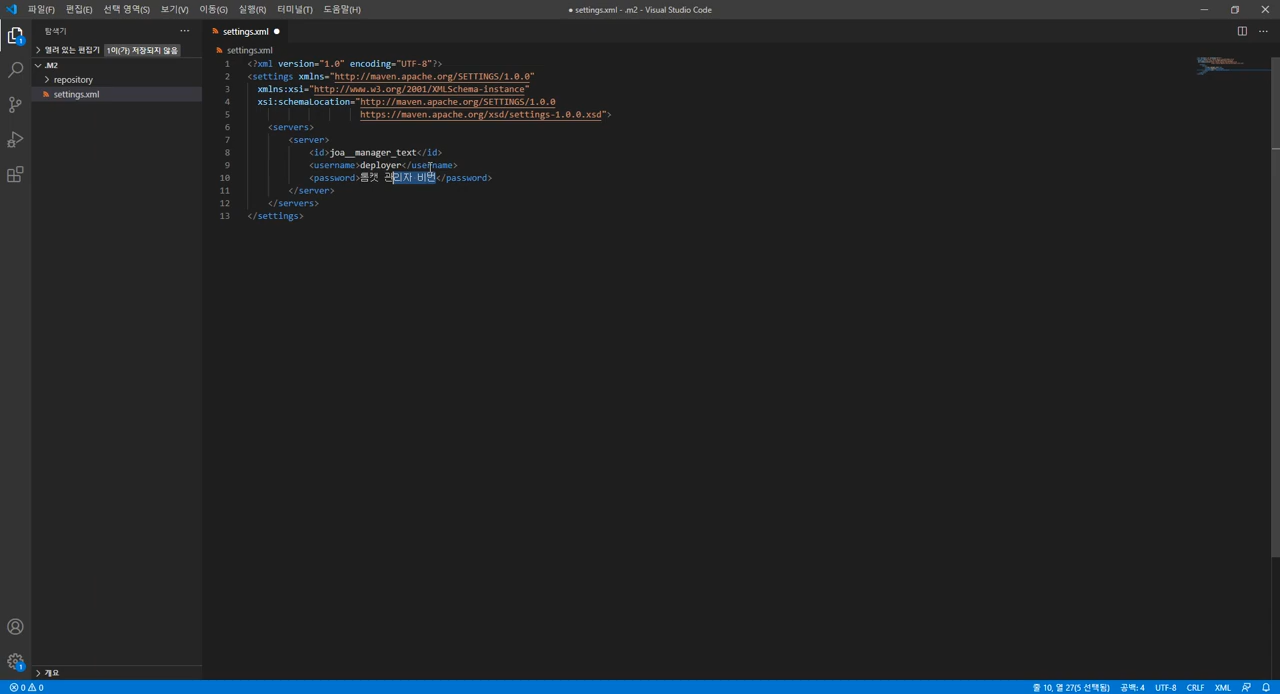 파일(F) 편집(E) 선택 영역(S) 보기(V) 이동(G) 실행(R) 터미널(T) 도움말(H) ● settings.xml - .m2 - Visual Studio Code
탐색기 ···
열려 있는 편집기 1이(가) 저장되지 않음
.M2
repository
settings.xml
개요
settings.xml ●
settings.xml
1 <?xml version="1.0" encoding="UTF-8"?>
2 <settings xmlns="http://maven.apache.org/SETTINGS/1.0.0"
3 xmlns:xsi="http://www.w3.org/2001/XMLSchema-instance"
4 xsi:schemaLocation="http://maven.apache.org/SETTINGS/1.0.0
5 https://maven.apache.org/xsd/settings-1.0.0.xsd">
6 <servers>
7 <server>
8 <id>joa__manager_text</id>
9 <username>deployer</username>
10 <password>톰캣 관리자 비번</password>
11 </server>
12 </servers>
13 </settings>
1
1
0 0 줄 10, 열 27(5 선택됨) 공백: 4 UTF-8 CRLF XML